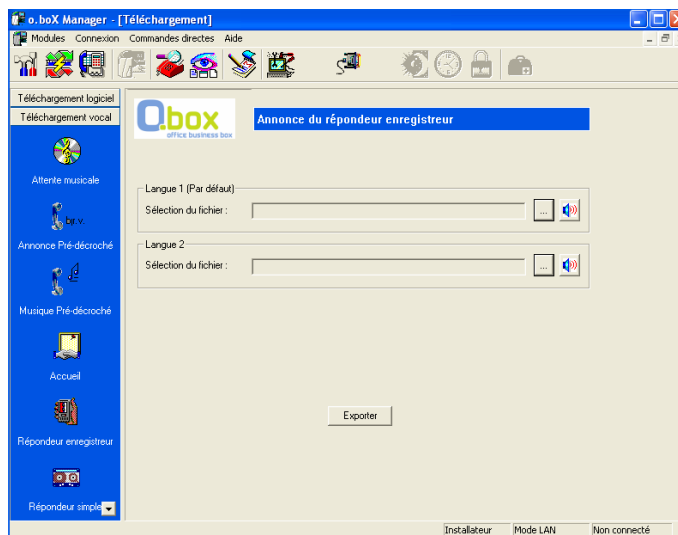 o.boX Manager - [Téléchargement]
Modules Connexion Commandes directes Aide
Téléchargement logiciel
Téléchargement vocal
O.box
office business box
Annonce du répondeur enregistreur
Attente musicale
bjr.v.
Annonce Pré-décroché
Musique Pré-décroché
Accueil
Répondeur enregistreur
Répondeur simple
Langue 1 (Par défaut)
Sélection du fichier :
...
Langue 2
Sélection du fichier :
...
Exporter
Installateur Mode LAN Non connecté